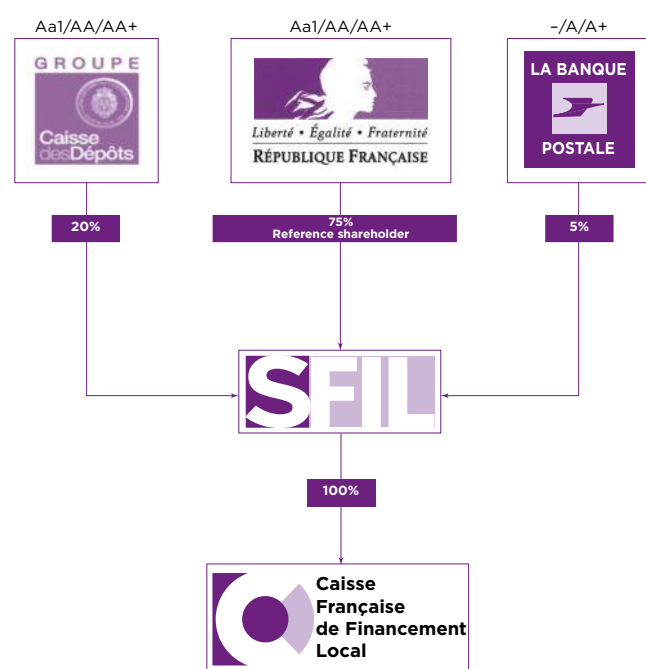 Aa1/AA/AA+
Aa1/AA/AA+
–/A/A+
GROUPE
Caisse
desDépôts
Liberté • Égalité • Fraternité
RÉPUBLIQUE FRANÇAISE
LA BANQUE
POSTALE
20%
75%
Reference shareholder
5%
SFIL
100%
Caisse
Française
de Financement
Local